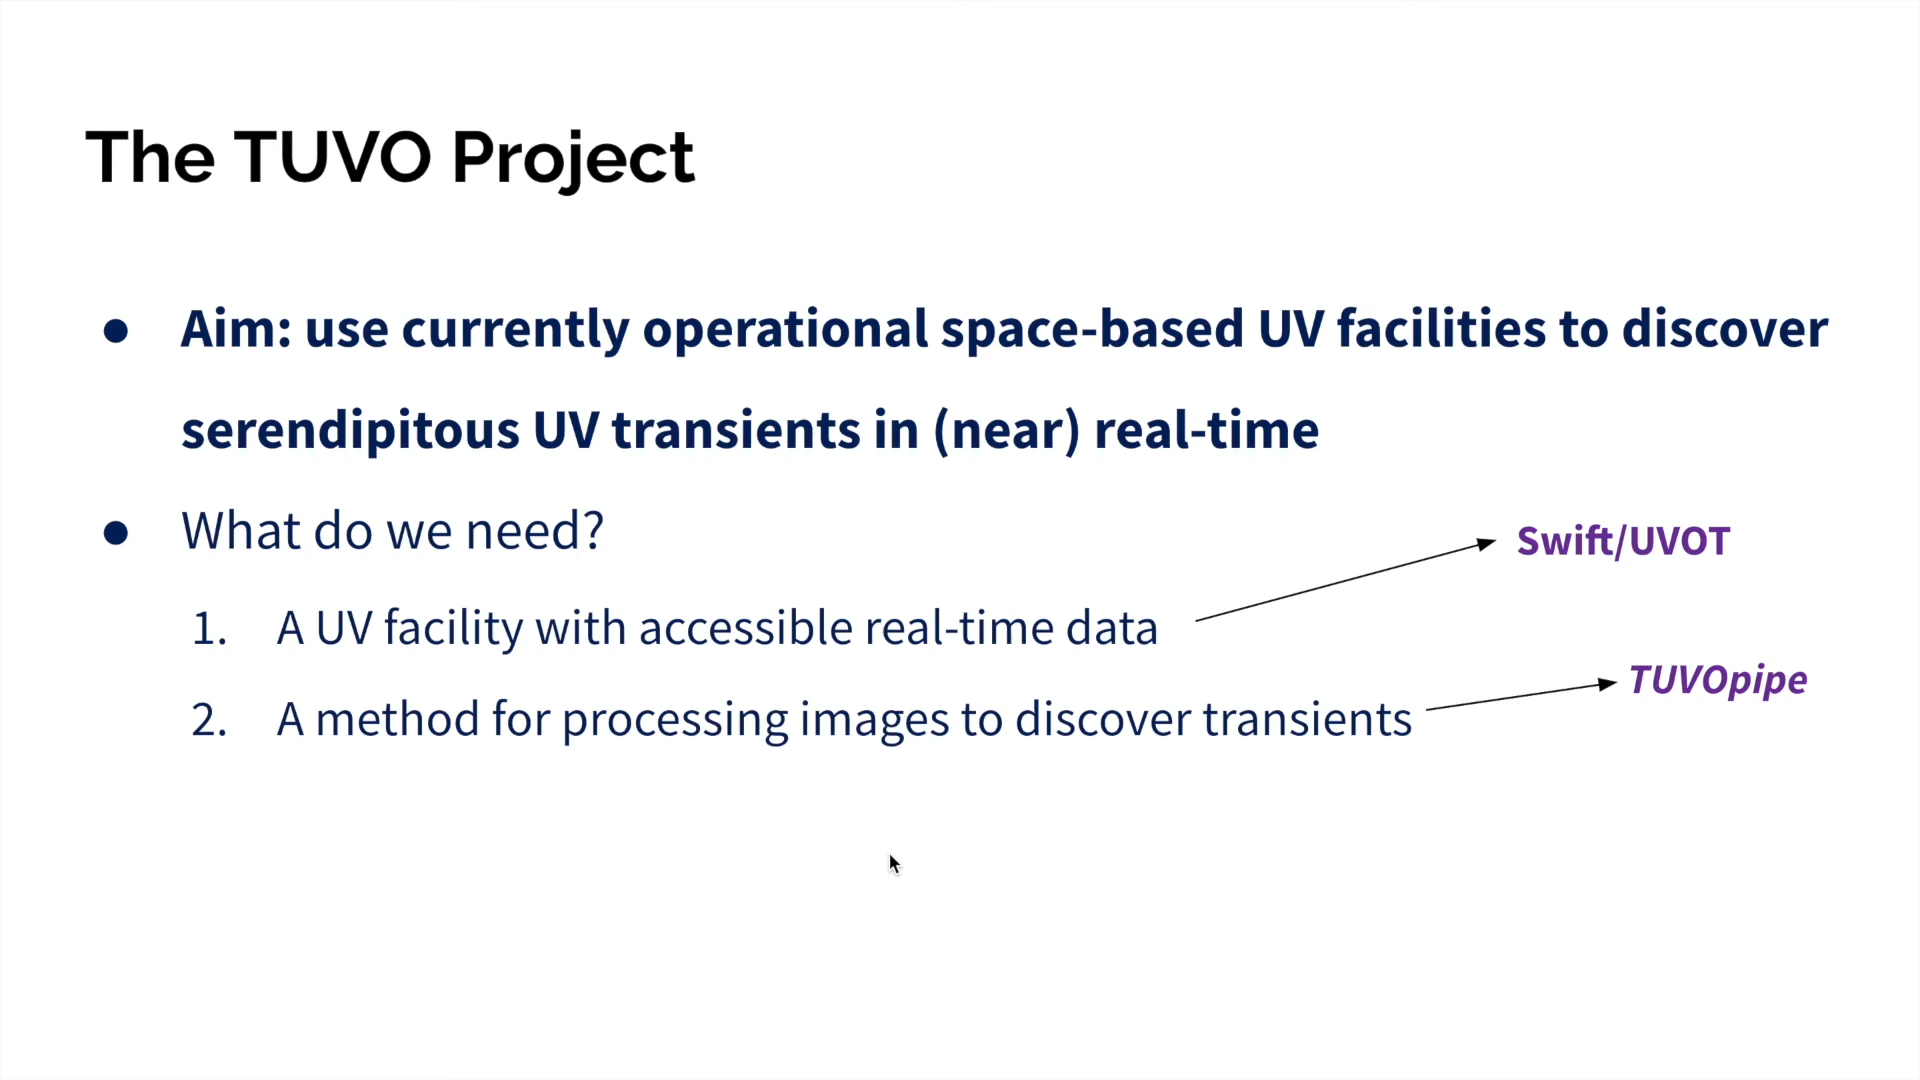 The TUVO Project
● Aim: use currently operational space-based UV facilities to discover
serendipitous UV transients in (near) real-time
● What do we need?
Swift/UVOT
1. A UV facility with accessible real-time data
TUVOpipe
2. A method for processing images to discover transients